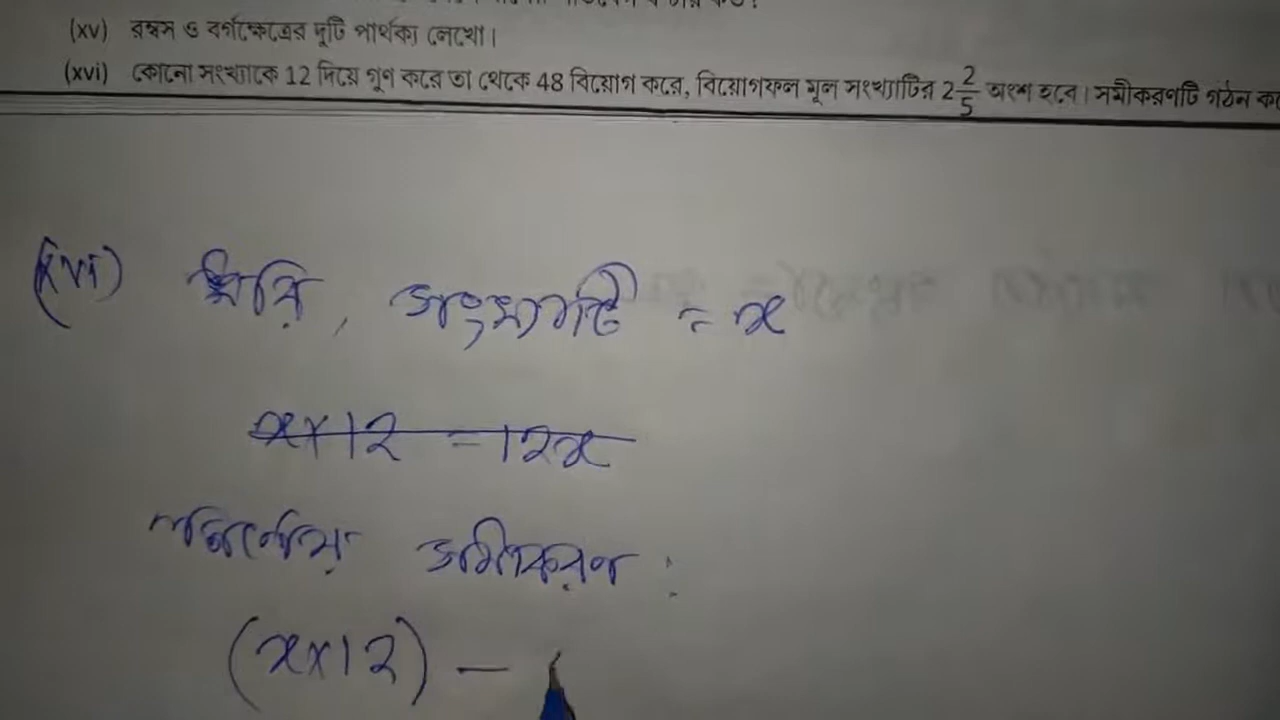 (xv) রম্বস ও বর্গক্ষেত্রের দুটি পার্থক্য লেখো।
(xvi) কোনো সংখ্যাকে 12 দিয়ে গুণ করে তা থেকে 48 বিয়োগ করে, বিয়োগফল মূল সংখ্যাটির 2 2/5 অংশ হবে। সমীকরণটি গঠন
(xvi) ধরি, সংখ্যাটি = x
x×12 = 12x
নির্ণেয় সমিকরণ :
(x×12) −